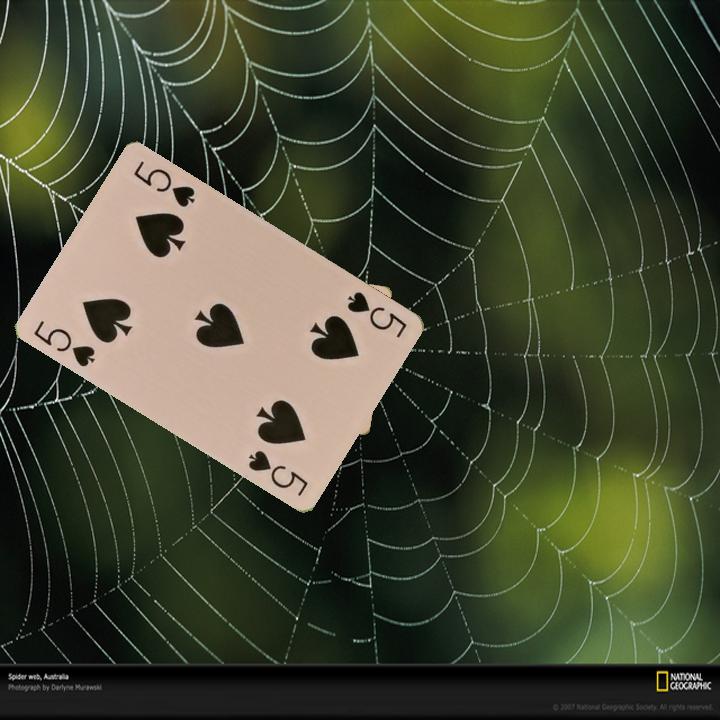 5
5
5
5
Spider web, Australia
Photograph by Darlyne Murawski
NATIONAL
GEOGRAPHIC
© 2007 National Geographic Society. All rights reserved.